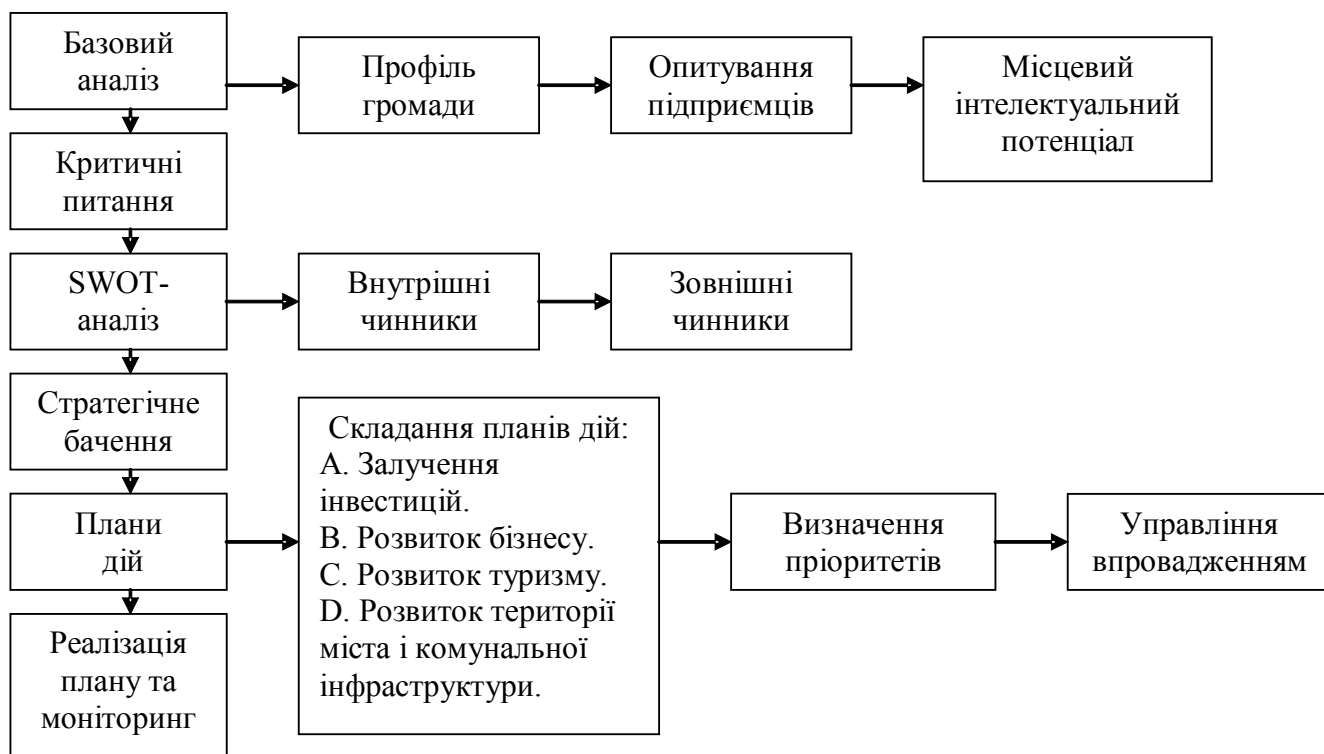 Базовий
аналіз
Профіль
громади
Опитування
підприємців
Місцевий
інтелектуальний
потенціал
Критичні
питання
SWOT-
аналіз
Внутрішні
чинники
Зовнішні
чинники
Стратегічне
бачення
Плани
дій
Складання планів дій:
A. Залучення
інвестицій.
B. Розвиток бізнесу.
C. Розвиток туризму.
D. Розвиток території
міста і комунальної
інфраструктури.
Визначення
пріоритетів
Управління
впровадженням
Реалізація
плану та
моніторинг